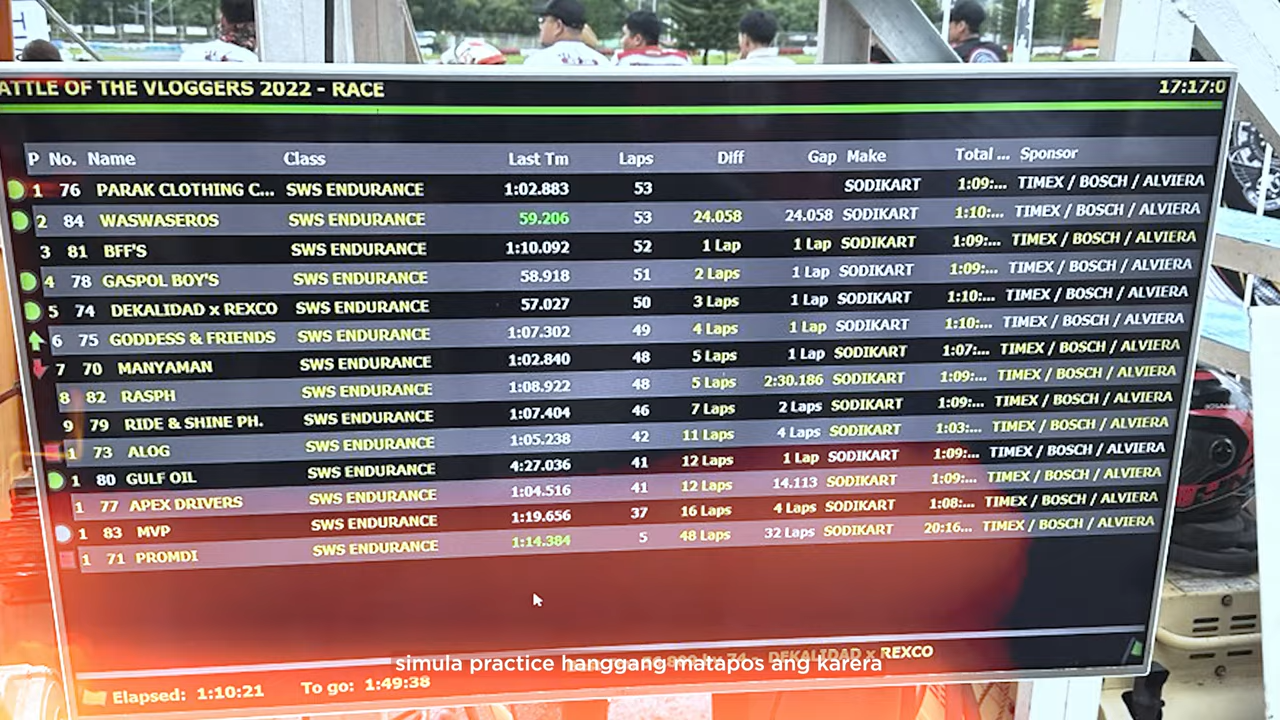 ATTLE OF THE VLOGGERS 2022 - RACE 17:17:0
P No. Name Class Last Tm Laps Diff Gap Make Total ... Sponsor
1 76 PARAK CLOTHING C... SWS ENDURANCE 1:02.883 53 SODIKART 1:09:... TIMEX / BOSCH / ALVIERA
2 84 WASWASEROS SWS ENDURANCE 59.206 53 24.058 24.058 SODIKART 1:10:... TIMEX / BOSCH / ALVIERA
3 81 BFF'S SWS ENDURANCE 1:10.092 52 1 Lap 1 Lap SODIKART 1:09:... TIMEX / BOSCH / ALVIERA
4 78 GASPOL BOY'S SWS ENDURANCE 58.918 51 2 Laps 1 Lap SODIKART 1:09:... TIMEX / BOSCH / ALVIERA
5 74 DEKALIDAD x REXCO SWS ENDURANCE 57.027 50 3 Laps 1 Lap SODIKART 1:10:... TIMEX / BOSCH / ALVIERA
6 75 GODDESS & FRIENDS SWS ENDURANCE 1:07.302 49 4 Laps 1 Lap SODIKART 1:10:... TIMEX / BOSCH / ALVIERA
7 70 MANYAMAN SWS ENDURANCE 1:02.840 48 5 Laps 1 Lap SODIKART 1:07:... TIMEX / BOSCH / ALVIERA
8 82 RASPH SWS ENDURANCE 1:08.922 48 5 Laps 2:30.186 SODIKART 1:09:... TIMEX / BOSCH / ALVIERA
9 79 RIDE & SHINE PH. SWS ENDURANCE 1:07.404 46 7 Laps 2 Laps SODIKART 1:09:... TIMEX / BOSCH / ALVIERA
1 73 ALOG SWS ENDURANCE 1:05.238 42 11 Laps 4 Laps SODIKART 1:03:... TIMEX / BOSCH / ALVIERA
1 80 GULF OIL SWS ENDURANCE 4:27.036 41 12 Laps 1 Lap SODIKART 1:09:... TIMEX / BOSCH / ALVIERA
1 77 APEX DRIVERS SWS ENDURANCE 1:04.516 41 12 Laps 14.113 SODIKART 1:09:... TIMEX / BOSCH / ALVIERA
1 83 MVP SWS ENDURANCE 1:19.656 37 16 Laps 4 Laps SODIKART 1:08:... TIMEX / BOSCH / ALVIERA
1 71 PROMDI SWS ENDURANCE 1:14.384 5 48 Laps 32 Laps SODIKART 20:16... TIMEX / BOSCH / ALVIERA
DEKALIDAD x REXCO
simula practice hanggang matapos ang karera
Elapsed: 1:10:21 To go: 1:49:38